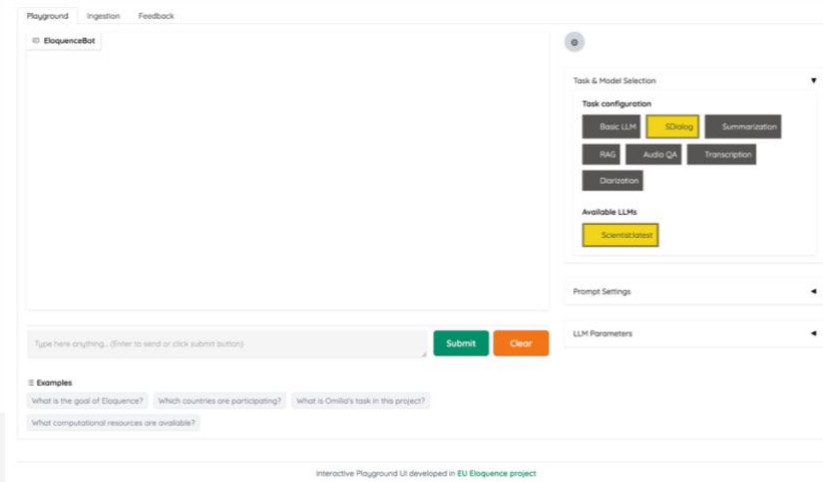 Playground Ingestion Feedback
EloquenceBot
Task & Model Selection
Task configuration
Basic LLM SDialog Summarization
RAG Audio QA Transcription
Diarization
Available LLMs
Scientist:latest
Prompt Settings
LLM Parameters
Type here anything... (Enter to send or click submit button)
Submit Clear
Examples
What is the goal of Eloquence? Which countries are participating? What is Omilia's task in this project?
What computational resources are available?
Interactive Playground UI developed in EU Eloquence project